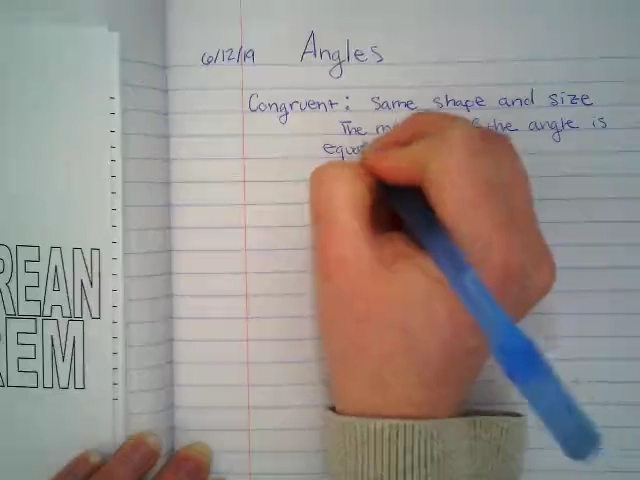 6/12/19 Angles
Congruent: same shape and size
The the angle is
REAN
REM